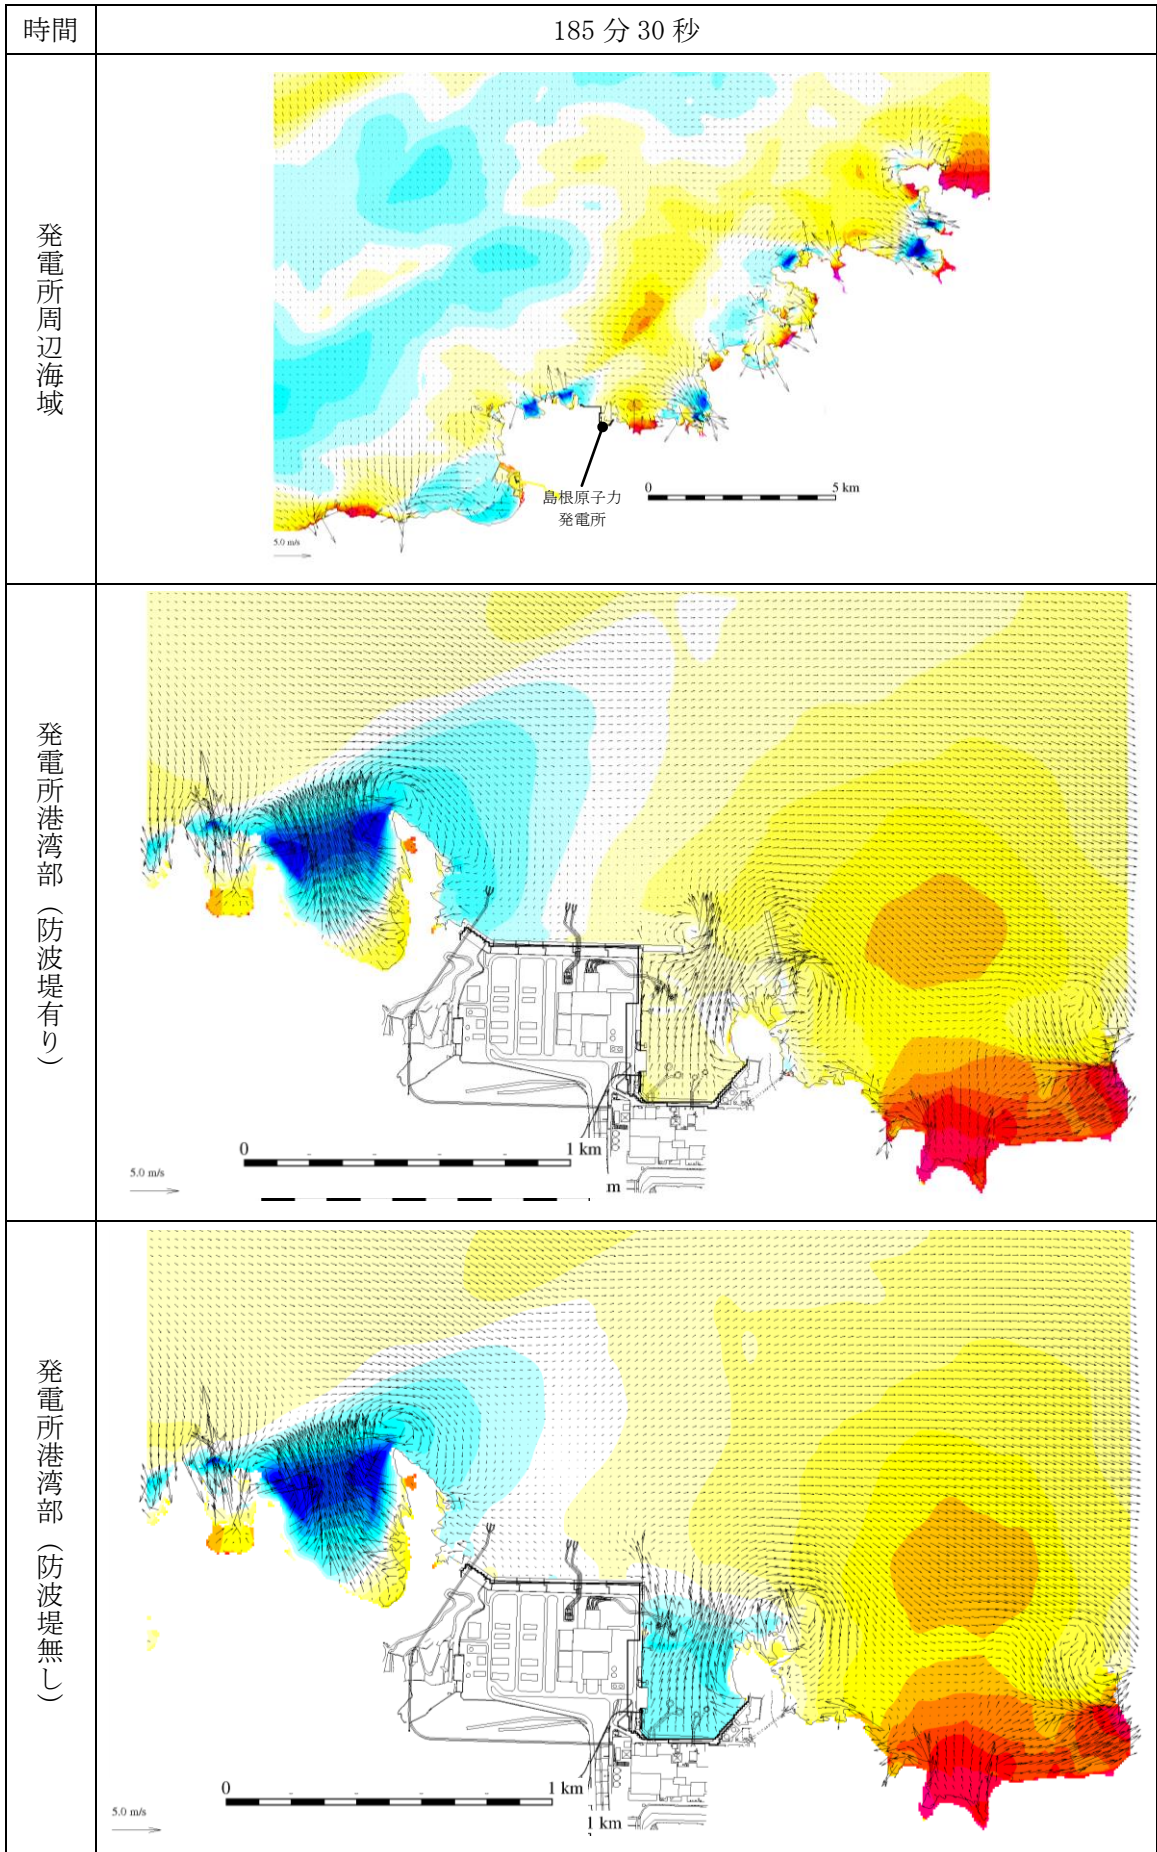 時間
185 分 30 秒
発電所周辺海域
島根原子力
発電所
0 5 km
5.0 m/s
発電所港湾部（防波堤有り）
0 1 km
5.0 m/s
m
発電所港湾部（防波堤無し）
0 1 km
5.0 m/s
1 km